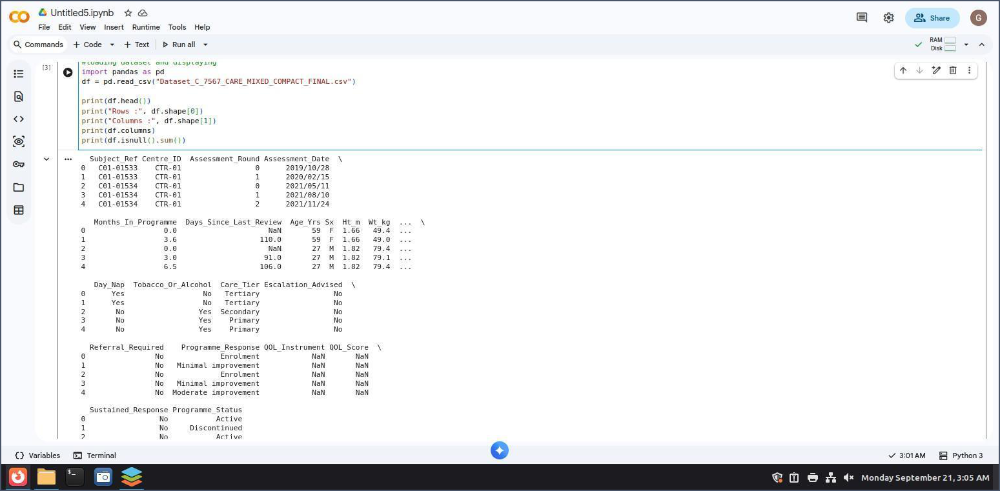 Untitled5.ipynb
File Edit View Insert Runtime Tools Help
Share
G
Commands + Code + Text Run all
RAM
Disk
[3]
#loading dataset and displaying
import pandas as pd
df = pd.read_csv("Dataset_C_7567_CARE_MIXED_COMPACT_FINAL.csv")
print(df.head())
print("Rows :", df.shape[0])
print("Columns :", df.shape[1])
print(df.columns)
print(df.isnull().sum())
Subject_Ref Centre_ID Assessment_Round Assessment_Date \
0 C01-01533 CTR-01 0 2019/10/28
1 C01-01533 CTR-01 1 2020/02/15
2 C01-01534 CTR-01 0 2021/05/11
3 C01-01534 CTR-01 1 2021/08/10
4 C01-01534 CTR-01 2 2021/11/24
Months_In_Programme Days_Since_Last_Review Age_Yrs Sx Ht_m Wt_kg ... \
0 0.0 NaN 59 F 1.66 49.4 ...
1 3.6 110.0 59 F 1.66 49.0 ...
2 0.0 NaN 27 M 1.82 79.4 ...
3 3.0 91.0 27 M 1.82 79.1 ...
4 6.5 106.0 27 M 1.82 79.4 ...
Day_Nap Tobacco_Or_Alcohol Care_Tier Escalation_Advised \
0 Yes No Tertiary No
1 Yes No Tertiary No
2 No Yes Secondary No
3 No Yes Primary No
4 No Yes Primary No
Referral_Required Programme_Response QOL_Instrument QOL_Score \
0 No Enrolment NaN NaN
1 No Minimal improvement NaN NaN
2 No Enrolment NaN NaN
3 No Minimal improvement NaN NaN
4 No Moderate improvement NaN NaN
Sustained_Response Programme_Status
0 No Active
1 No Discontinued
2 No Active
Variables Terminal
3:01 AM Python 3
Monday September 21, 3:05 AM